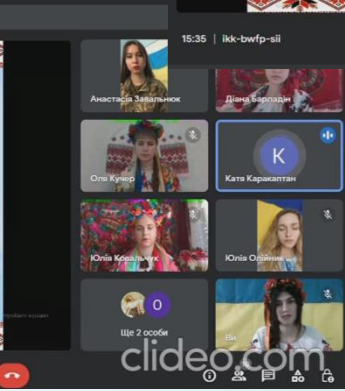 15:35 | ikk-bwfp-sii
Анастасія Завальнюк
Діана Барладін
Оля Кучер
K
Катя Каракаптан
Юлія Ковальчук
Юлія Олійник
O
Ще 2 особи
Ви
clideo.com